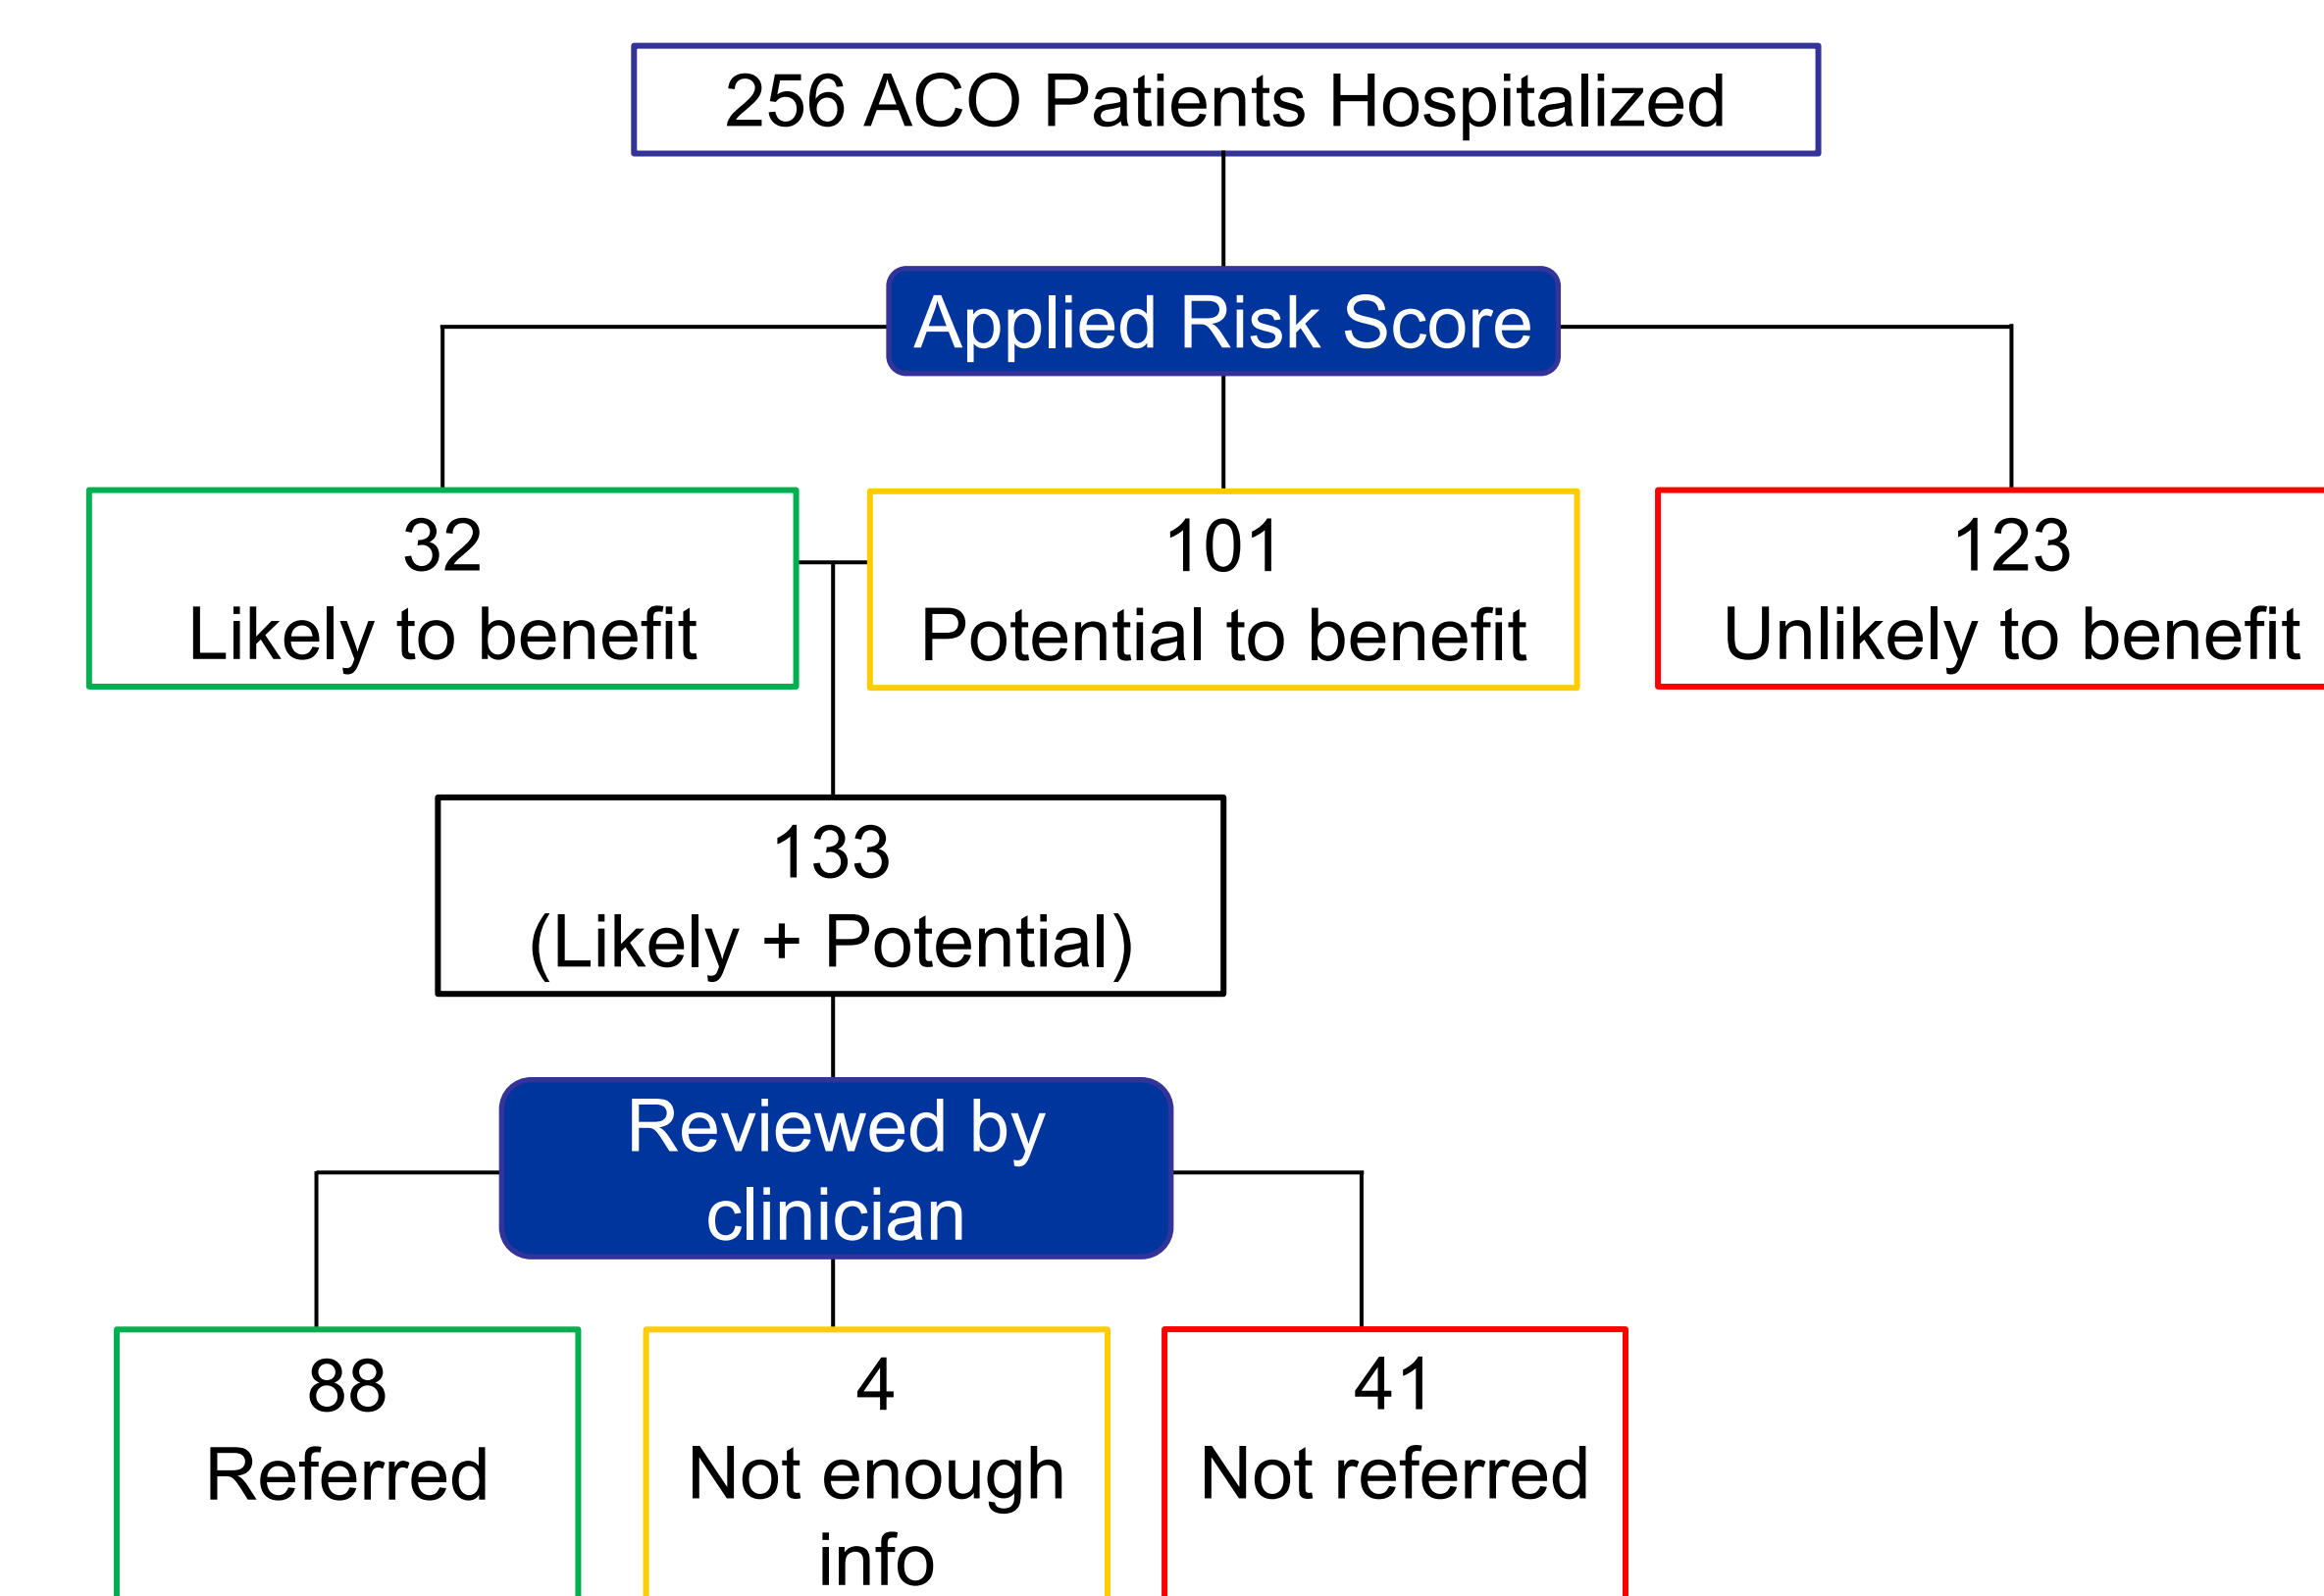 256 ACO Patients Hospitalized
Applied Risk Score
32
Likely to benefit
101
Potential to benefit
123
Unlikely to benefit
133
(Likely + Potential)
Reviewed by
clinician
88
Referred
4
Not enough
info
41
Not referred